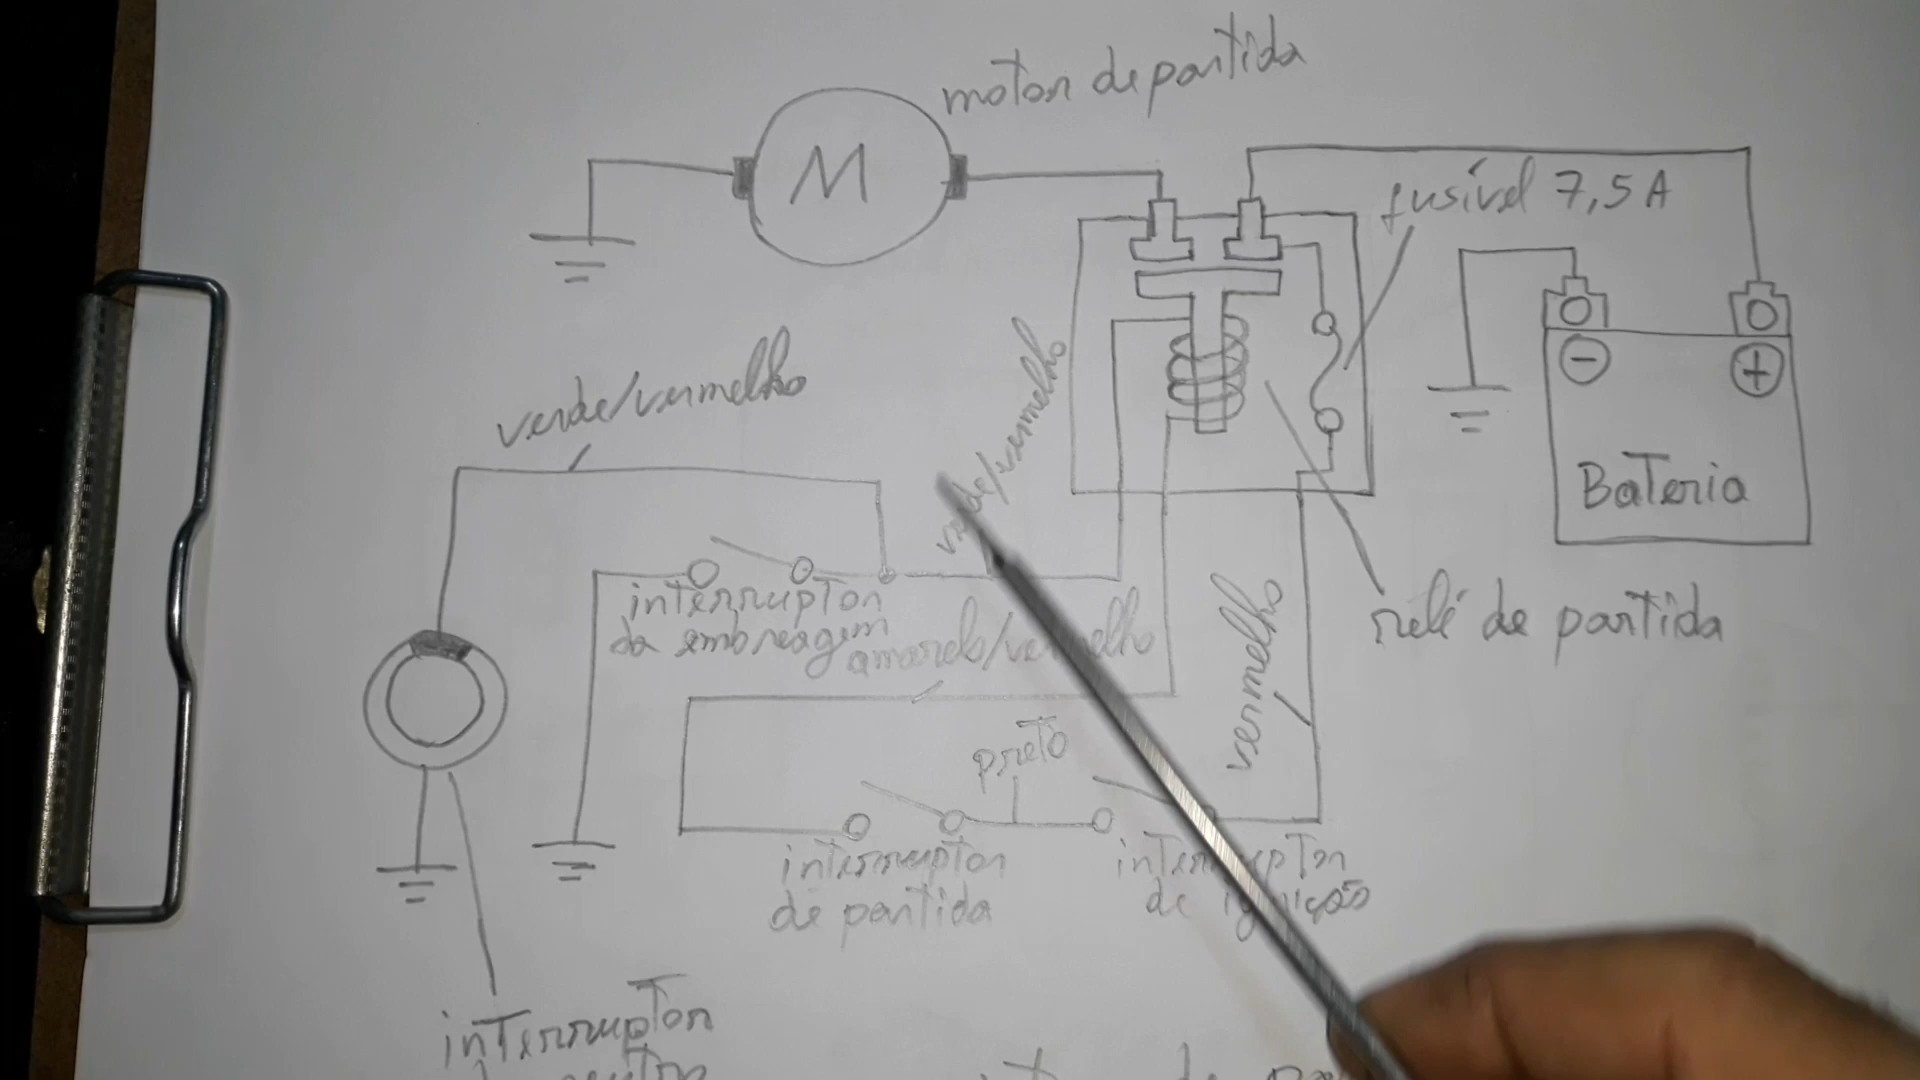 motor de partida
M
fusível 7,5 A
verde/vermelho
verde/vermelho
- +
Bateria
interruptor
da embreagem
amarelo/vermelho
vermelho
relé de partida
preto
interruptor
de partida
interruptor
de ignição
interruptor